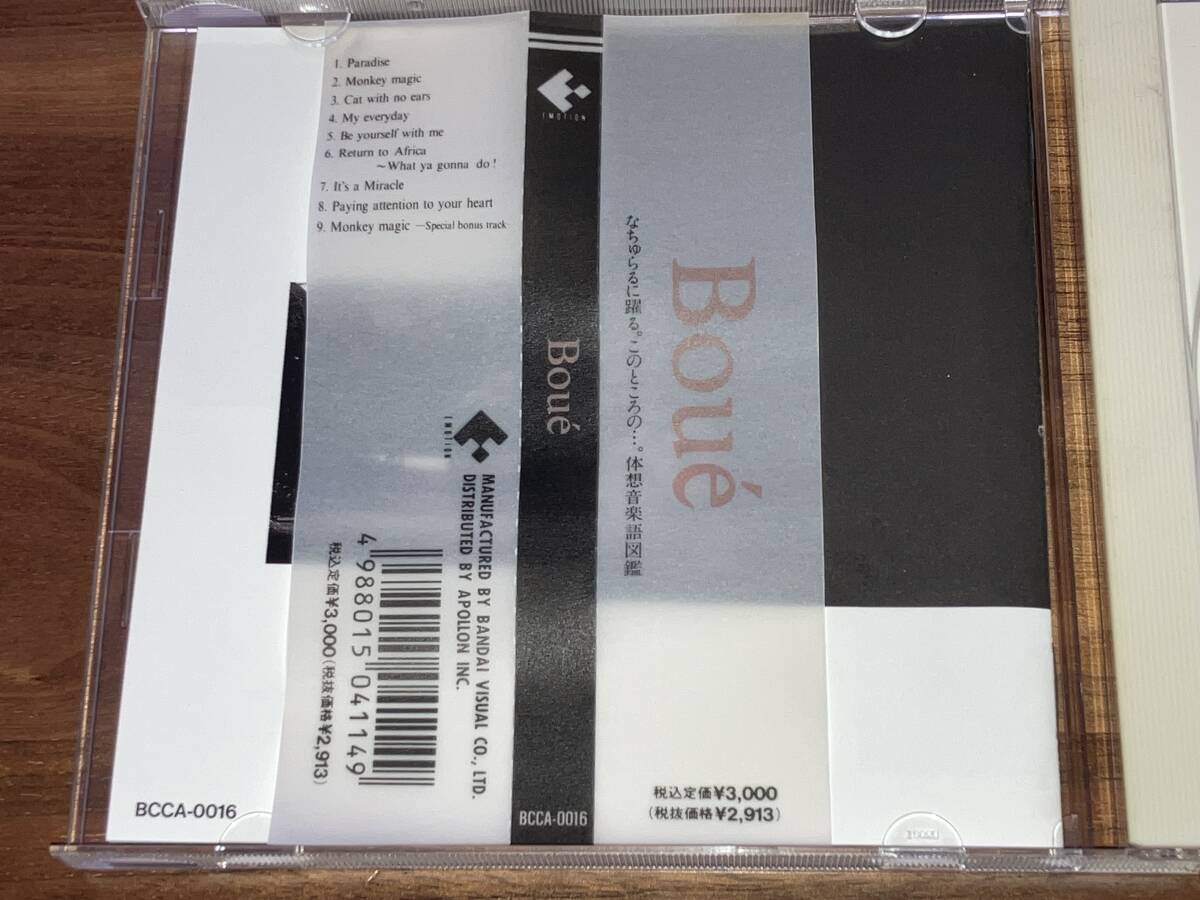 1. Paradise
2. Monkey magic
3. Cat with no ears
4. My everyday
5. Be yourself with me
6. Return to Africa
~What ya gonna do!
7. It's a Miracle
8. Paying attention to your heart
9. Monkey magic —Special bonus track
EMOTION
MANUFACTURED BY BANDAI VISUAL CO., LTD.
DISTRIBUTED BY APOLLON INC.
4 988015 041149
税込定価¥3,000(税抜価格¥2,913)
BCCA-0016
EMOTION
Boué
BCCA-0016
Boué
なちゅらるに躍る。このところの…。体想音楽語図鑑
税込定価¥3,000
(税抜価格¥2,913)